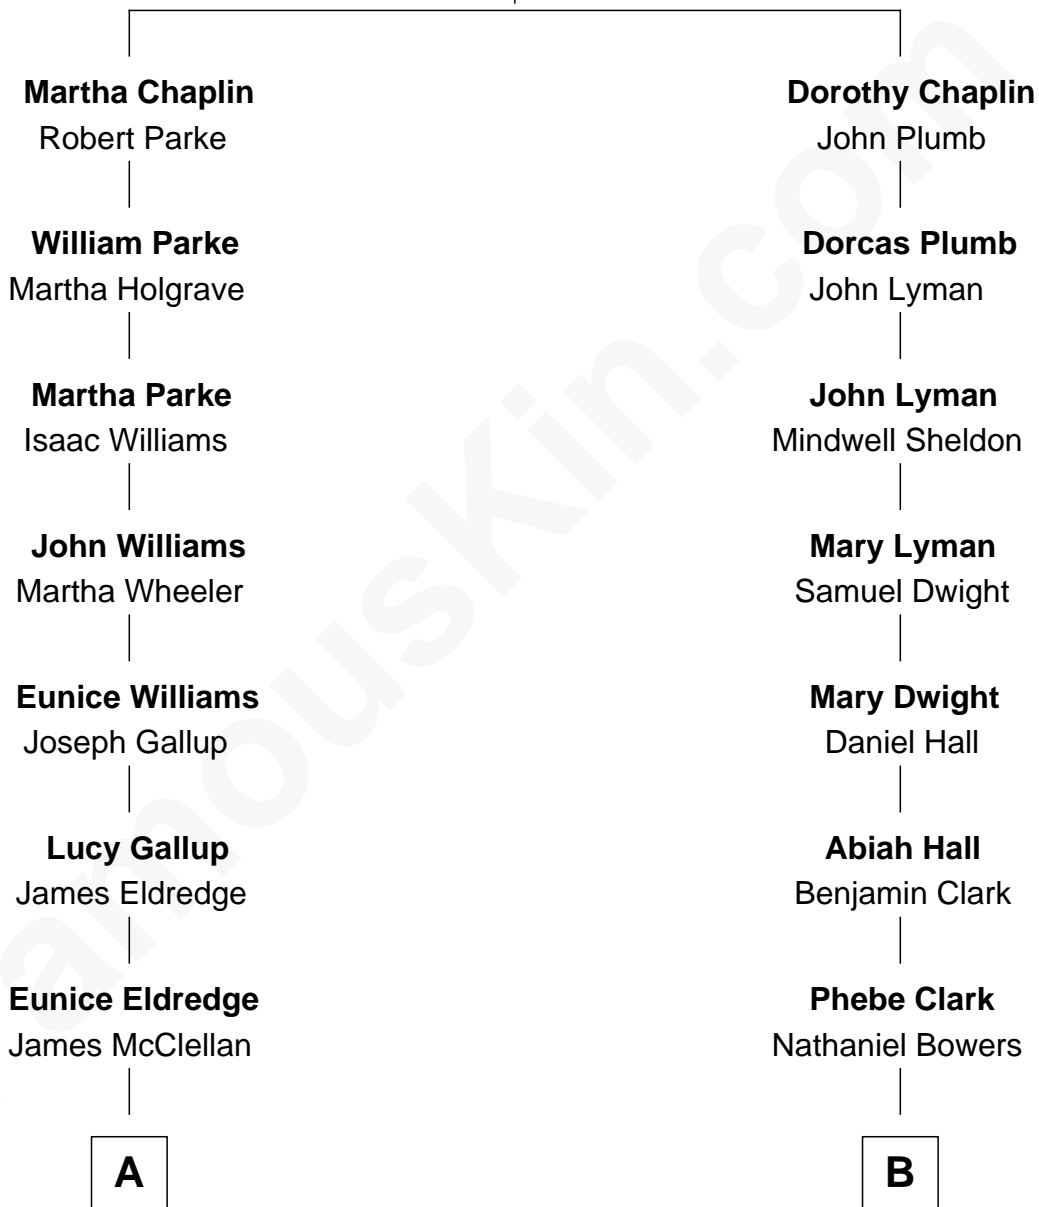 Martha Chaplin
Robert Parke
William Parke
Martha Holgrave
Martha Parke
Isaac Williams
John Williams
Martha Wheeler
Eunice Williams
Joseph Gallup
Lucy Gallup
James Eldredge
Eunice Eldredge
James McClellan
A
Dorothy Chaplin
John Plumb
Dorcas Plumb
John Lyman
John Lyman
Mindwell Sheldon
Mary Lyman
Samuel Dwight
Mary Dwight
Daniel Hall
Abiah Hall
Benjamin Clark
Phebe Clark
Nathaniel Bowers
B
amouskin.com